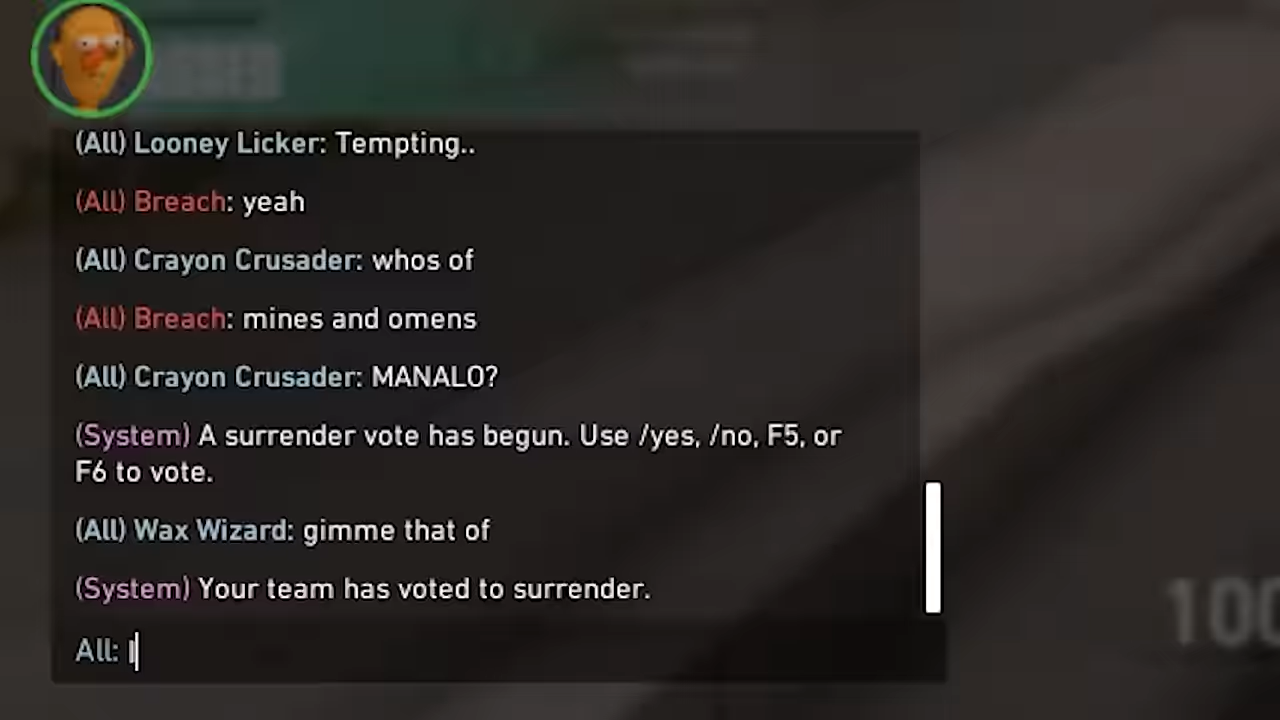 (All) Looney Licker: Tempting..
(All) Breach: yeah
(All) Crayon Crusader: whos of
(All) Breach: mines and omens
(All) Crayon Crusader: MANALO?
(System) A surrender vote has begun. Use /yes, /no, F5, or
F6 to vote.
(All) Wax Wizard: gimme that of
(System) Your team has voted to surrender.
100
All: